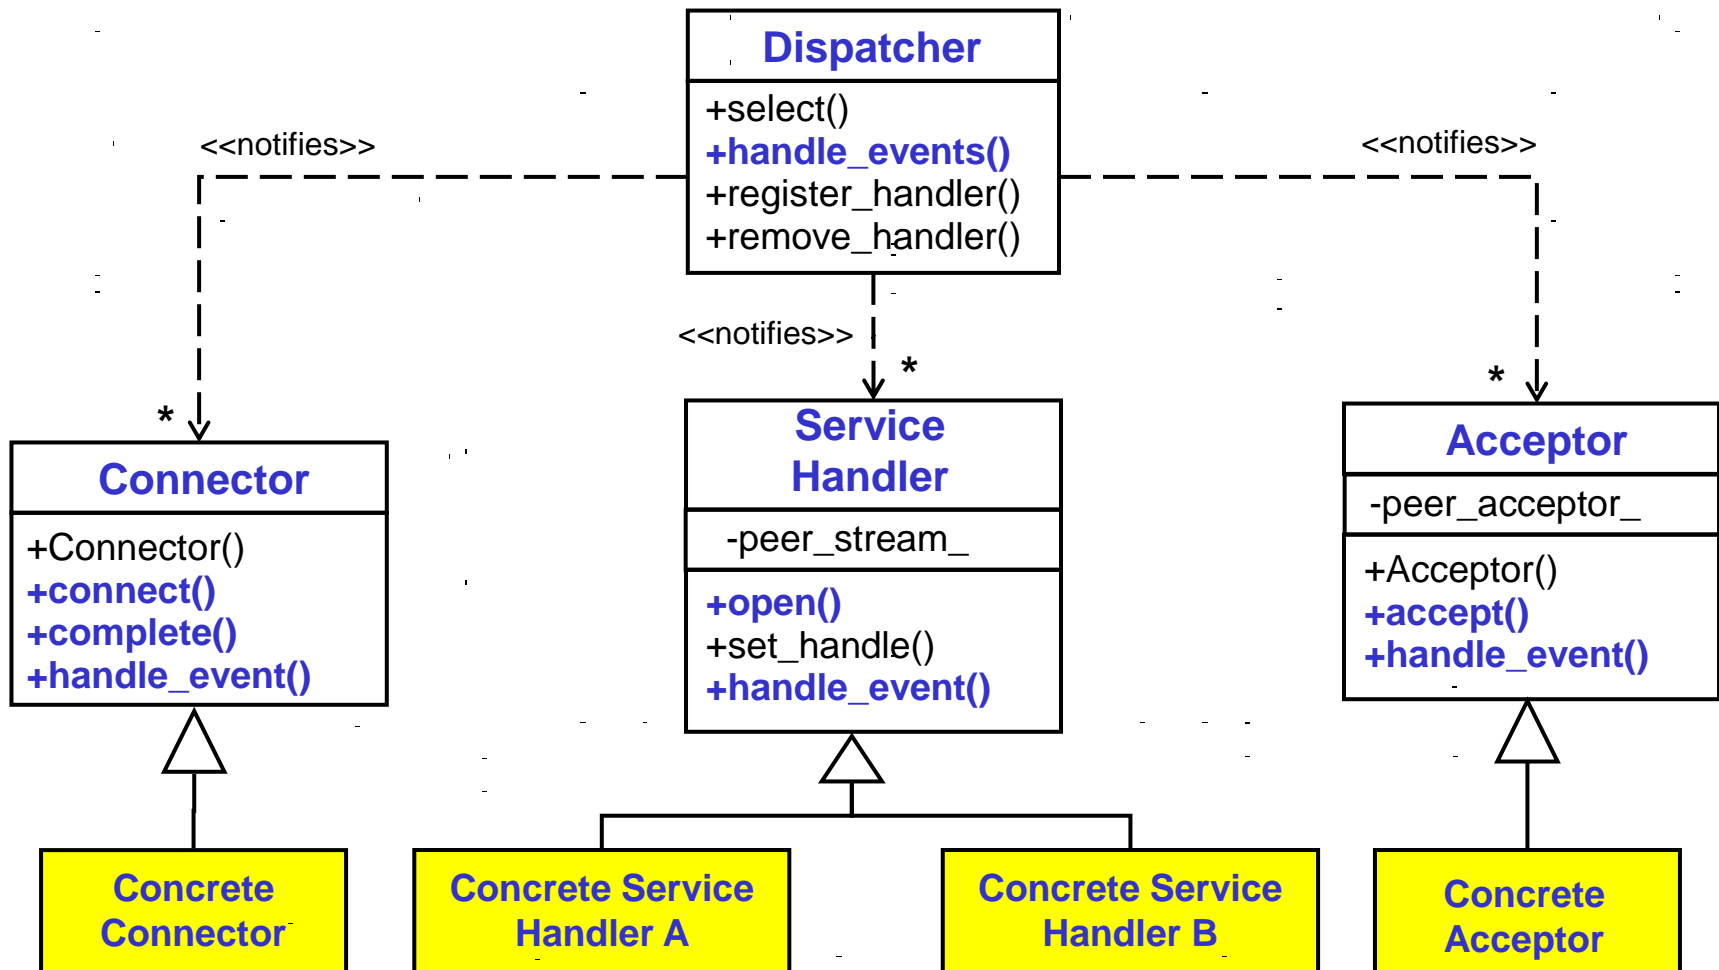 Dispatcher
+select()
+handle_events()
+register_handler()
+remove_handler()
<<notifies>>
<<notifies>>
<<notifies>>
*
*
*
Connector
+Connector()
+connect()
+complete()
+handle_event()
Service
Handler
-peer_stream_
+open()
+set_handle()
+handle_event()
Acceptor
-peer_acceptor_
+Acceptor()
+accept()
+handle_event()
Concrete
Connector
Concrete Service
Handler A
Concrete Service
Handler B
Concrete
Acceptor